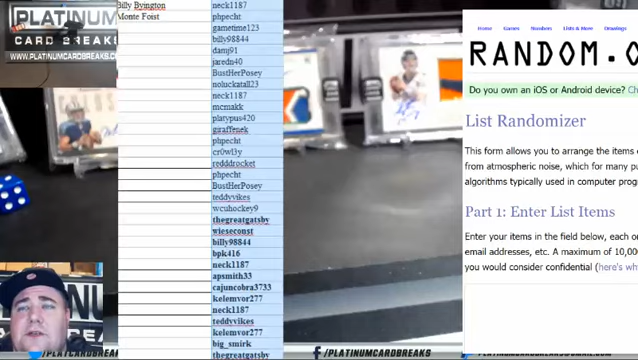 PLATINUM
CARD BREAKS
WWW.PLATINUMCARDBREAKS
Billy Byington
Monte Foist
neck1187
phpecht
gametime123
billy98844
damj91
jaredn40
BustHerPosey
noluckatall23
neck1187
mcmakk
platypus420
giraffenek
phpecht
cr0wl3y
redddrocket
phpecht
BustHerPosey
teddyvikes
wcuhockey9
thegreatgatsby
wieseconst
billy98844
bpk416
neck1187
apsmith33
cajuncobra3733
kelemvor277
neck1187
teddyvikes
kelemvor277
big_smirk
thegreatgatsby
Home Games Numbers Lists & More Drawings
RANDOM.O
Do you own an iOS or Android device? Ch
List Randomizer
This form allows you to arrange the items o
from atmospheric noise, which for many pu
algorithms typically used in computer prog
Part 1: Enter List Items
Enter your items in the field below, each on
email addresses, etc. A maximum of 10,00
you would consider confidential (here's why
/PLATINUMCARDBREAKS